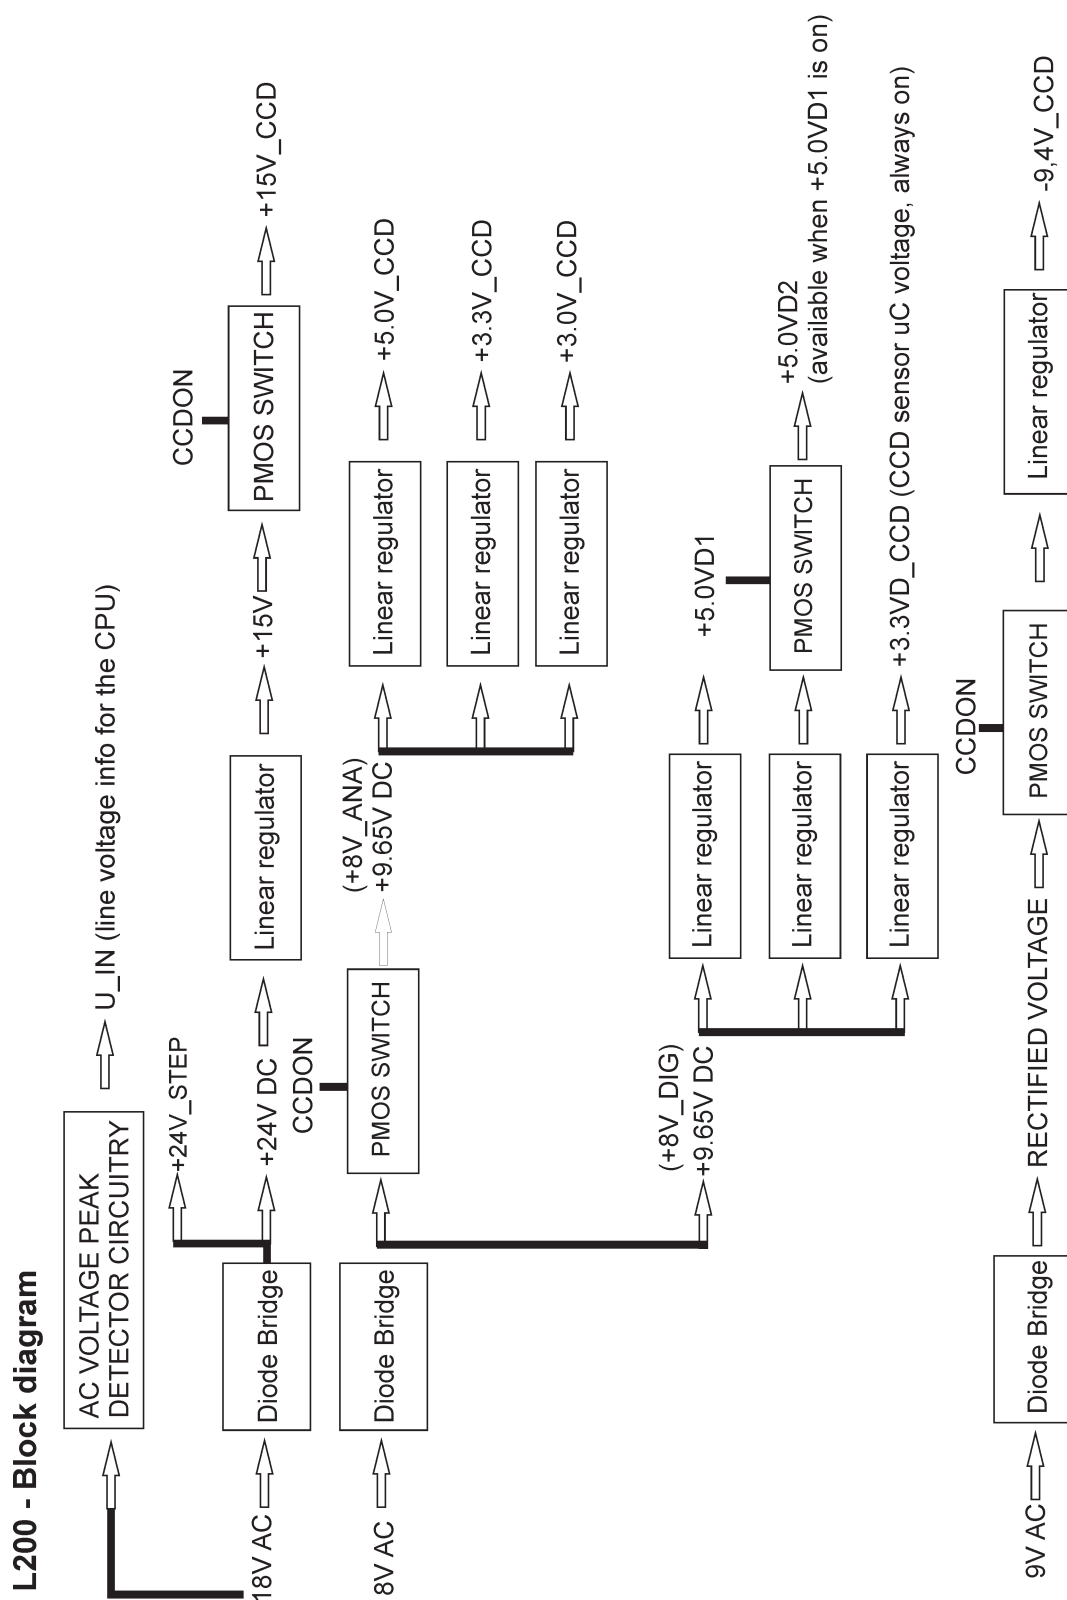 L200 - Block diagram
AC VOLTAGE PEAK
DETECTOR CIRCUITRY
U_IN (line voltage info for the CPU)
+24V_STEP
18V AC
Diode Bridge
+24V DC
Linear regulator
+15V
CCDON
PMOS SWITCH
+15V_CCD
8V AC
Diode Bridge
CCDON
PMOS SWITCH
(+8V_ANA)
+9.65V DC
Linear regulator
+5.0V_CCD
Linear regulator
+3.3V_CCD
Linear regulator
+3.0V_CCD
(+8V_DIG)
+9.65V DC
Linear regulator
+5.0VD1
Linear regulator
PMOS SWITCH
+5.0VD2
(available when +5.0VD1 is on)
Linear regulator
+3.3VD_CCD (CCD sensor uC voltage, always on)
9V AC
Diode Bridge
RECTIFIED VOLTAGE
CCDON
PMOS SWITCH
Linear regulator
-9,4V_CCD